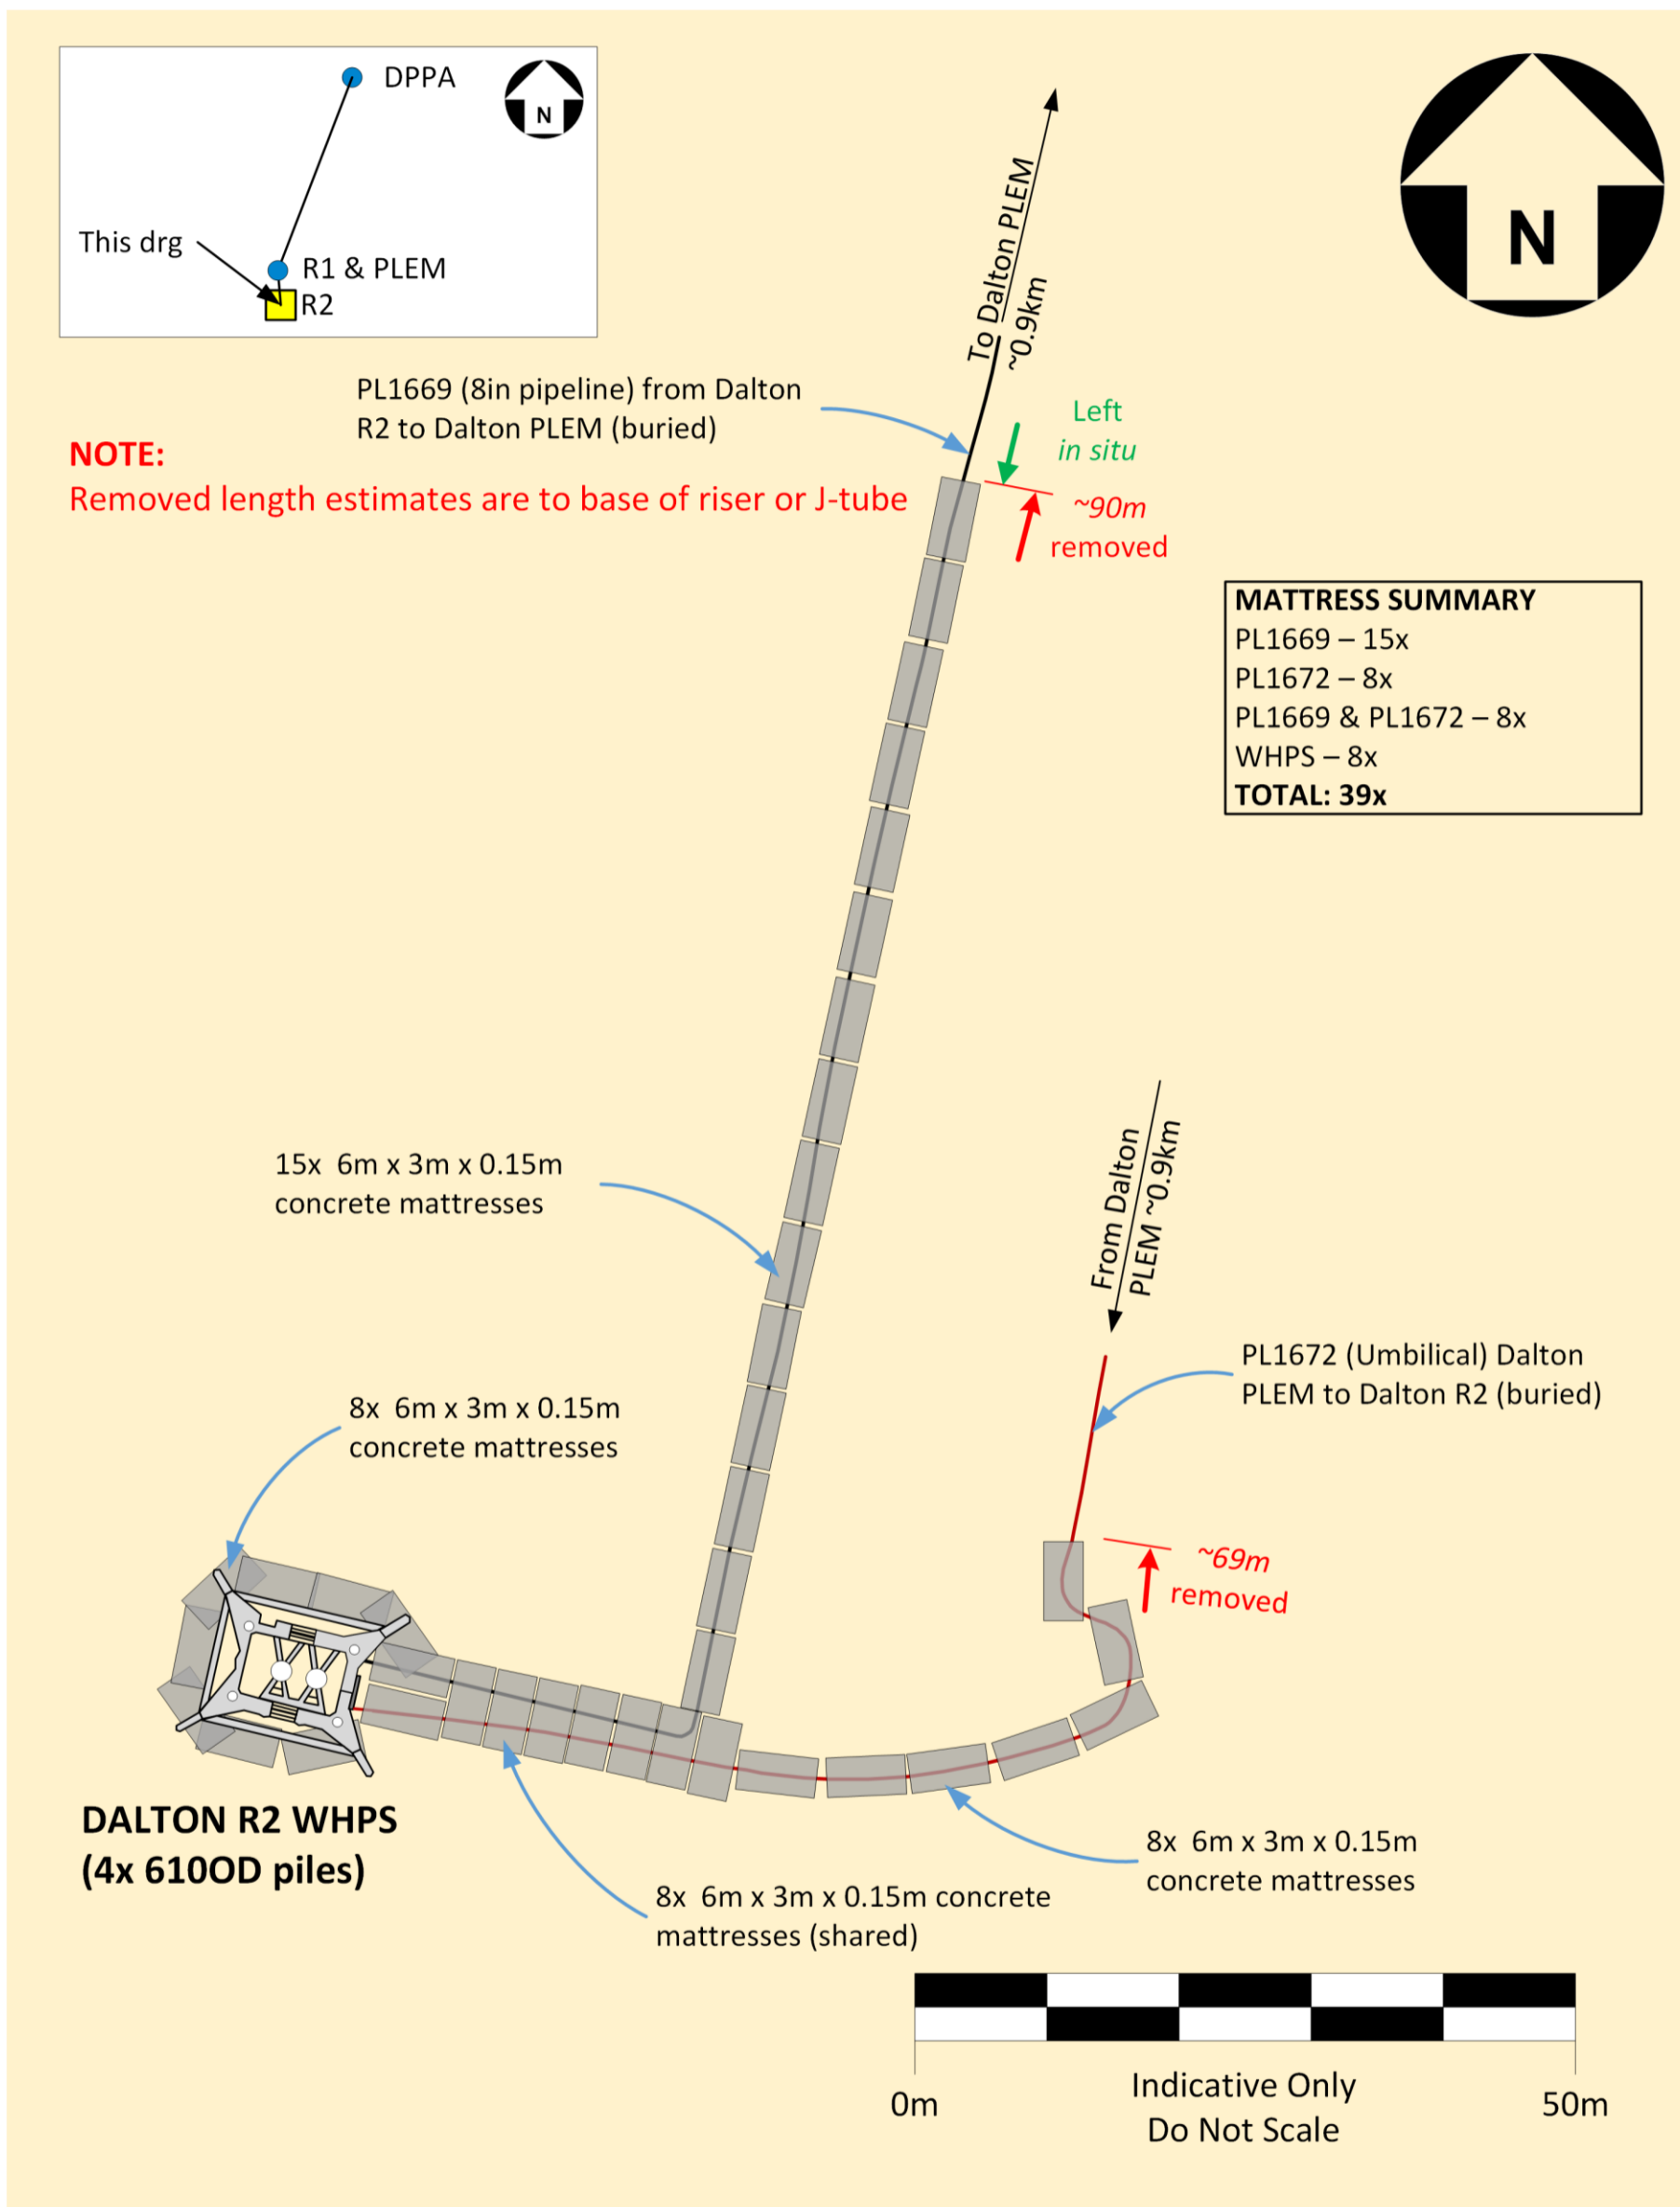 DPPA
N
This drg
R1 & PLEM
R2
N
To Dalton PLEM
~0.9km
PL1669 (8in pipeline) from Dalton
R2 to Dalton PLEM (buried)
Left
in situ
NOTE:
Removed length estimates are to base of riser or J-tube
~90m
removed
MATTRESS SUMMARY
PL1669 – 15x
PL1672 – 8x
PL1669 & PL1672 – 8x
WHPS – 8x
TOTAL: 39x
15x  6m x 3m x 0.15m
concrete mattresses
From Dalton
PLEM ~0.9km
PL1672 (Umbilical) Dalton
PLEM to Dalton R2 (buried)
8x  6m x 3m x 0.15m
concrete mattresses
~69m
removed
DALTON R2 WHPS
(4x 610OD piles)
8x  6m x 3m x 0.15m
concrete mattresses
8x  6m x 3m x 0.15m concrete
mattresses (shared)
0m
Indicative Only
Do Not Scale
50m